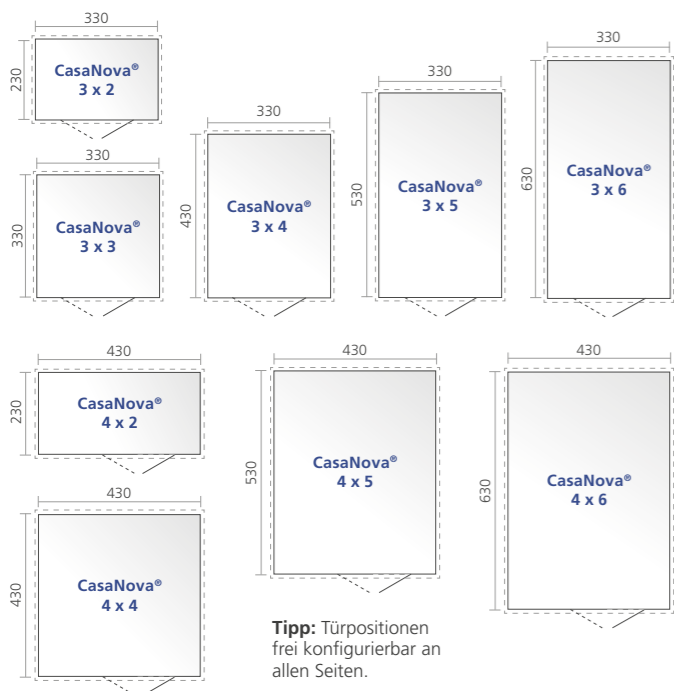 330
230
CasaNova®
3 x 2
330
330
CasaNova®
3 x 3
330
430
CasaNova®
3 x 4
330
530
CasaNova®
3 x 5
330
630
CasaNova®
3 x 6
430
230
CasaNova®
4 x 2
430
430
CasaNova®
4 x 4
430
530
CasaNova®
4 x 5
430
630
CasaNova®
4 x 6
Tipp: Türpositionen
frei konfigurierbar an
allen Seiten.